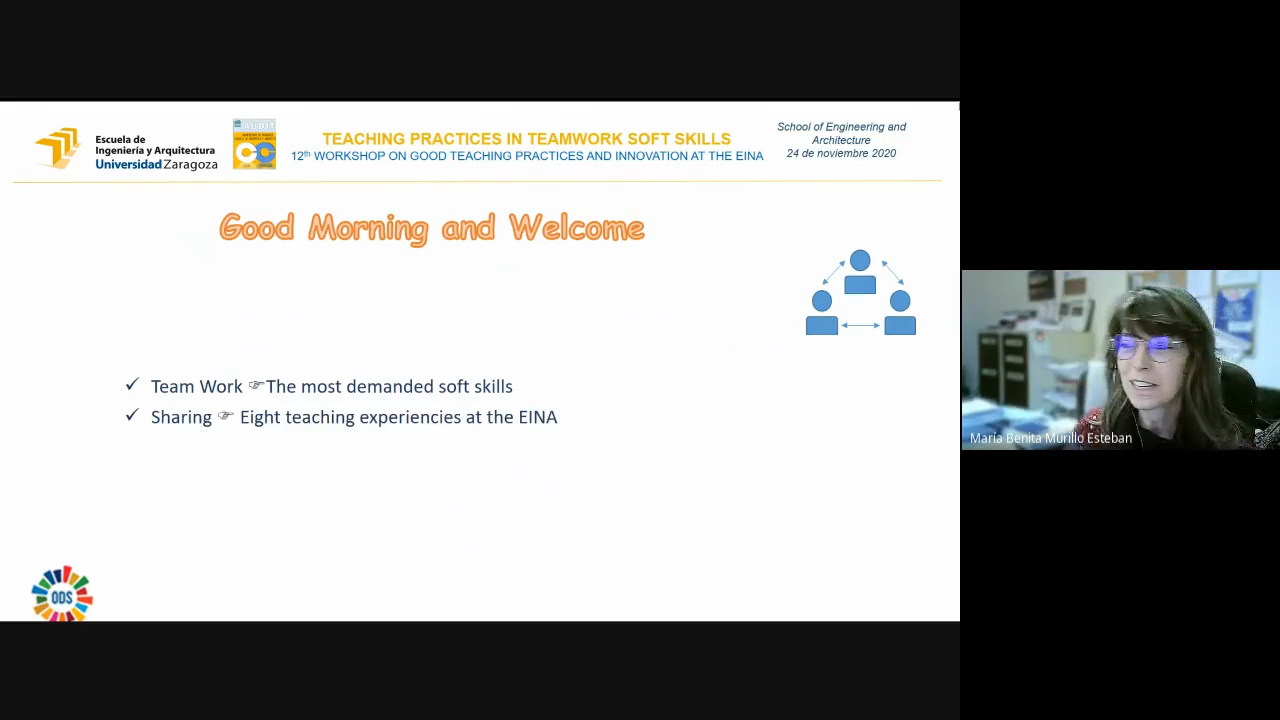 Escuela de
Ingeniería y Arquitectura
Universidad Zaragoza
AUDIT
TEACHING PRACTICES IN TEAMWORK SOFT SKILLS
12th WORKSHOP ON GOOD TEACHING PRACTICES AND INNOVATION AT THE EINA
School of Engineering and
Architecture
24 de noviembre 2020
Good Morning and Welcome
✓ Team Work ☞The most demanded soft skills
✓ Sharing ☞ Eight teaching experiencies at the EINA
ODS
María Benita Murillo Esteban